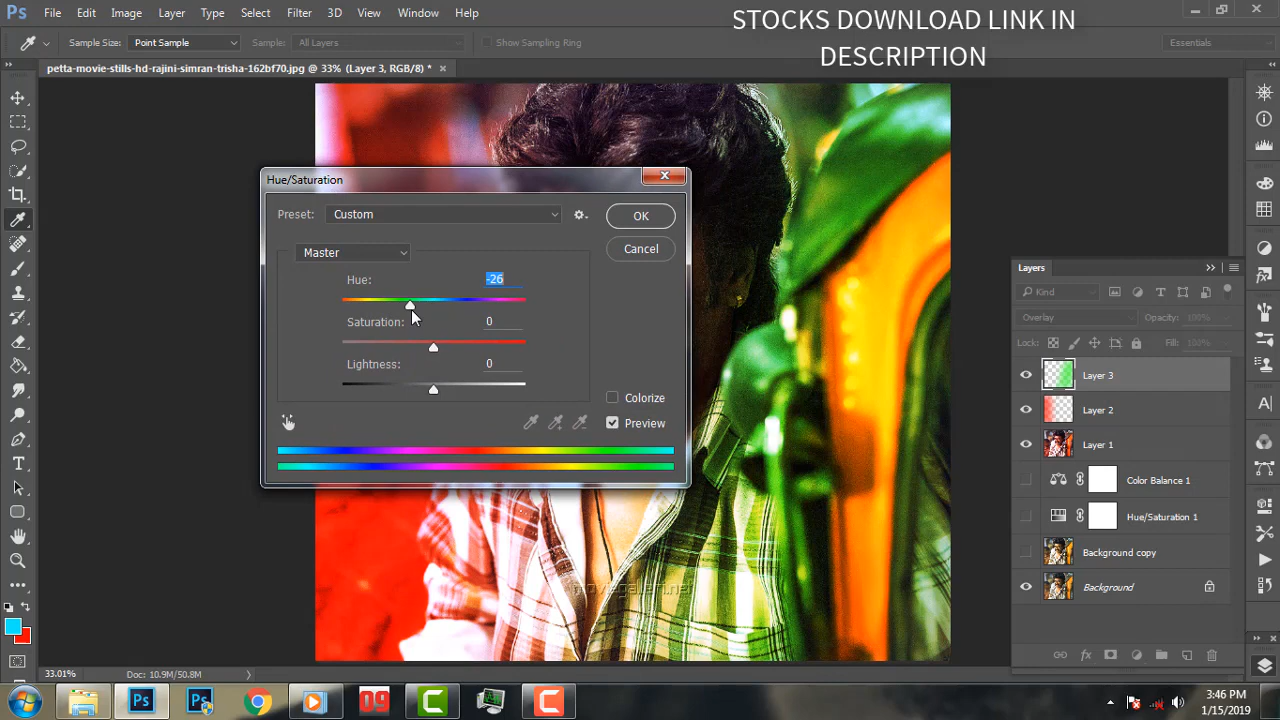 Ps File Edit Image Layer Type Select Filter 3D View Window Help
STOCKS DOWNLOAD LINK IN
DESCRIPTION
Sample Size: Point Sample Sample: All Layers Show Sampling Ring Essentials
petta-movie-stills-hd-rajini-simran-trisha-162bf70.jpg @ 33% (Layer 3, RGB/8) *
Hue/Saturation
Preset: Custom OK
Master Cancel
Hue: -26
Saturation: 0
Lightness: 0
Colorize
Preview
Layers
Kind
Overlay Opacity: 100%
Lock: Fill: 100%
Layer 3
Layer 2
Layer 1
Color Balance 1
Hue/Saturation 1
Background copy
Background
33.01% Doc: 10.9M/50.8M
Ps Ps 09 C C
3:46 PM
1/15/2019